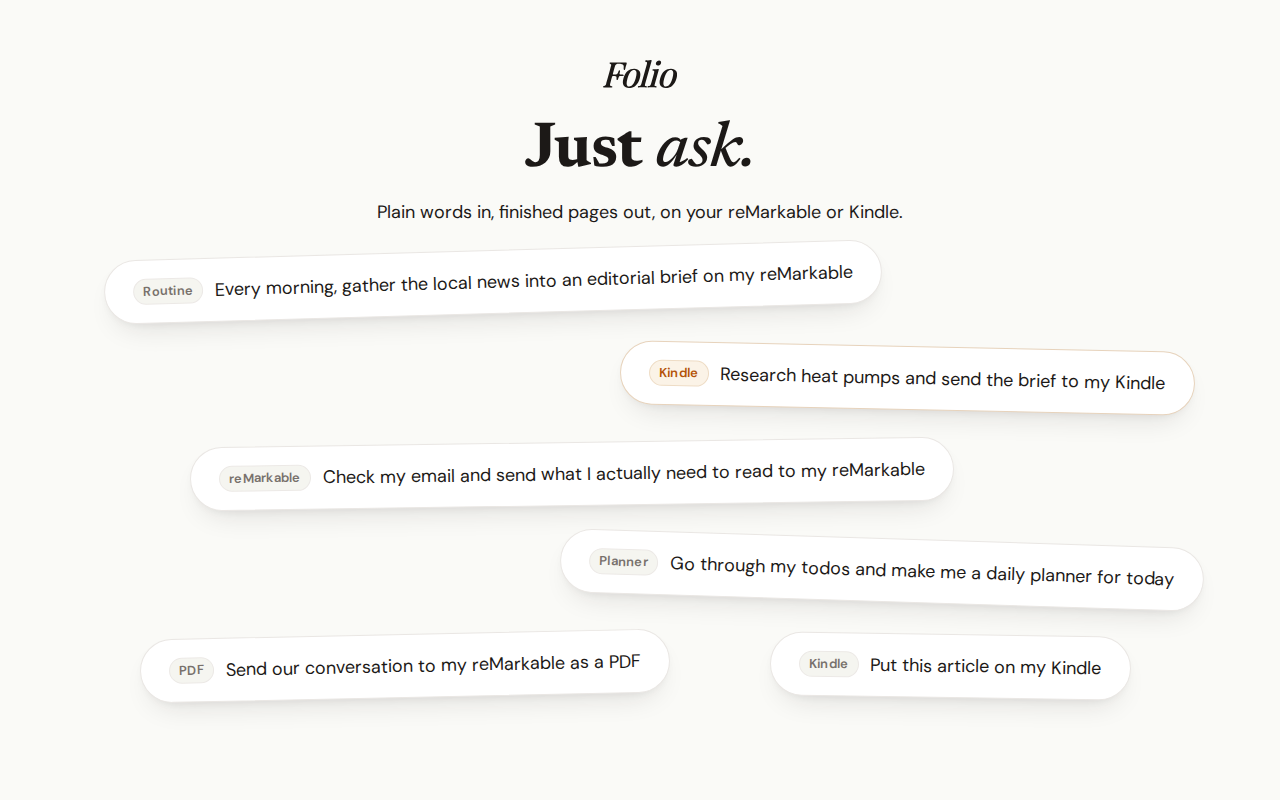 Folio
Just ask.
Plain words in, finished pages out, on your reMarkable or Kindle.
Routine Every morning, gather the local news into an editorial brief on my reMarkable
Kindle Research heat pumps and send the brief to my Kindle
reMarkable Check my email and send what I actually need to read to my reMarkable
Planner Go through my todos and make me a daily planner for today
PDF Send our conversation to my reMarkable as a PDF
Kindle Put this article on my Kindle